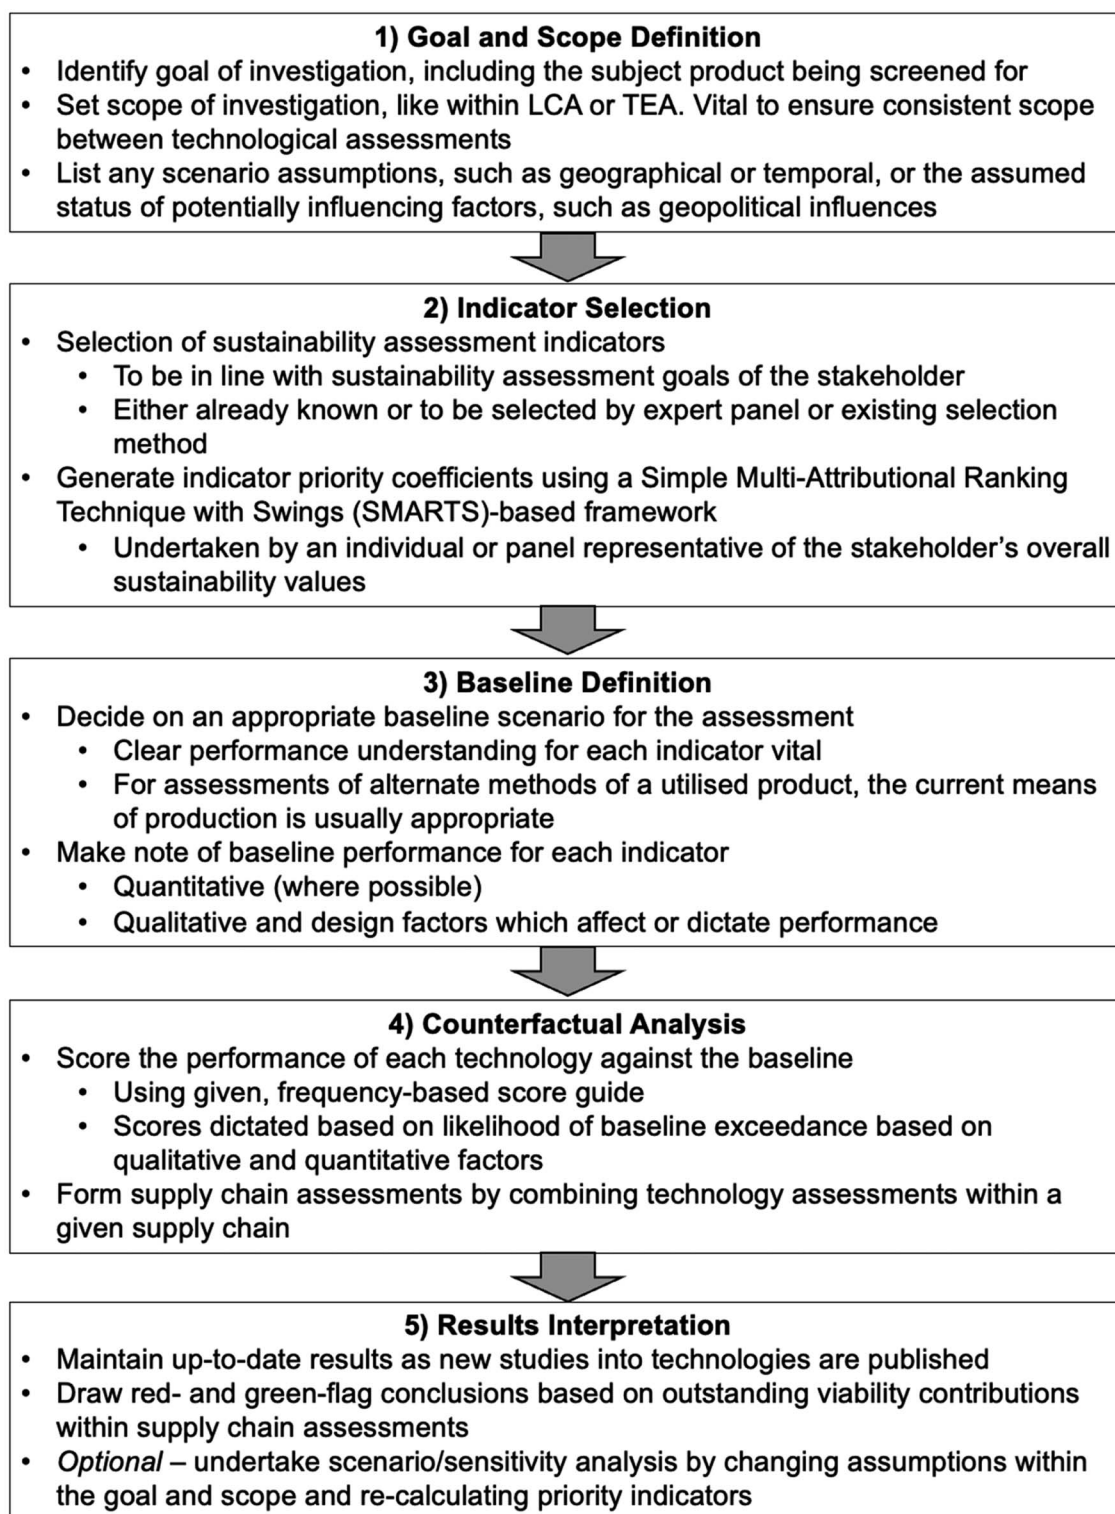 1) Goal and Scope Definition
• Identify goal of investigation, including the subject product being screened for
• Set scope of investigation, like within LCA or TEA. Vital to ensure consistent scope
between technological assessments
• List any scenario assumptions, such as geographical or temporal, or the assumed
status of potentially influencing factors, such as geopolitical influences
2) Indicator Selection
• Selection of sustainability assessment indicators
• To be in line with sustainability assessment goals of the stakeholder
• Either already known or to be selected by expert panel or existing selection
method
• Generate indicator priority coefficients using a Simple Multi-Attributional Ranking
Technique with Swings (SMARTS)-based framework
• Undertaken by an individual or panel representative of the stakeholder's overall
sustainability values
3) Baseline Definition
• Decide on an appropriate baseline scenario for the assessment
• Clear performance understanding for each indicator vital
• For assessments of alternate methods of a utilised product, the current means
of production is usually appropriate
• Make note of baseline performance for each indicator
• Quantitative (where possible)
• Qualitative and design factors which affect or dictate performance
4) Counterfactual Analysis
• Score the performance of each technology against the baseline
• Using given, frequency-based score guide
• Scores dictated based on likelihood of baseline exceedance based on
qualitative and quantitative factors
• Form supply chain assessments by combining technology assessments within a
given supply chain
5) Results Interpretation
• Maintain up-to-date results as new studies into technologies are published
• Draw red- and green-flag conclusions based on outstanding viability contributions
within supply chain assessments
• Optional – undertake scenario/sensitivity analysis by changing assumptions within
the goal and scope and re-calculating priority indicators